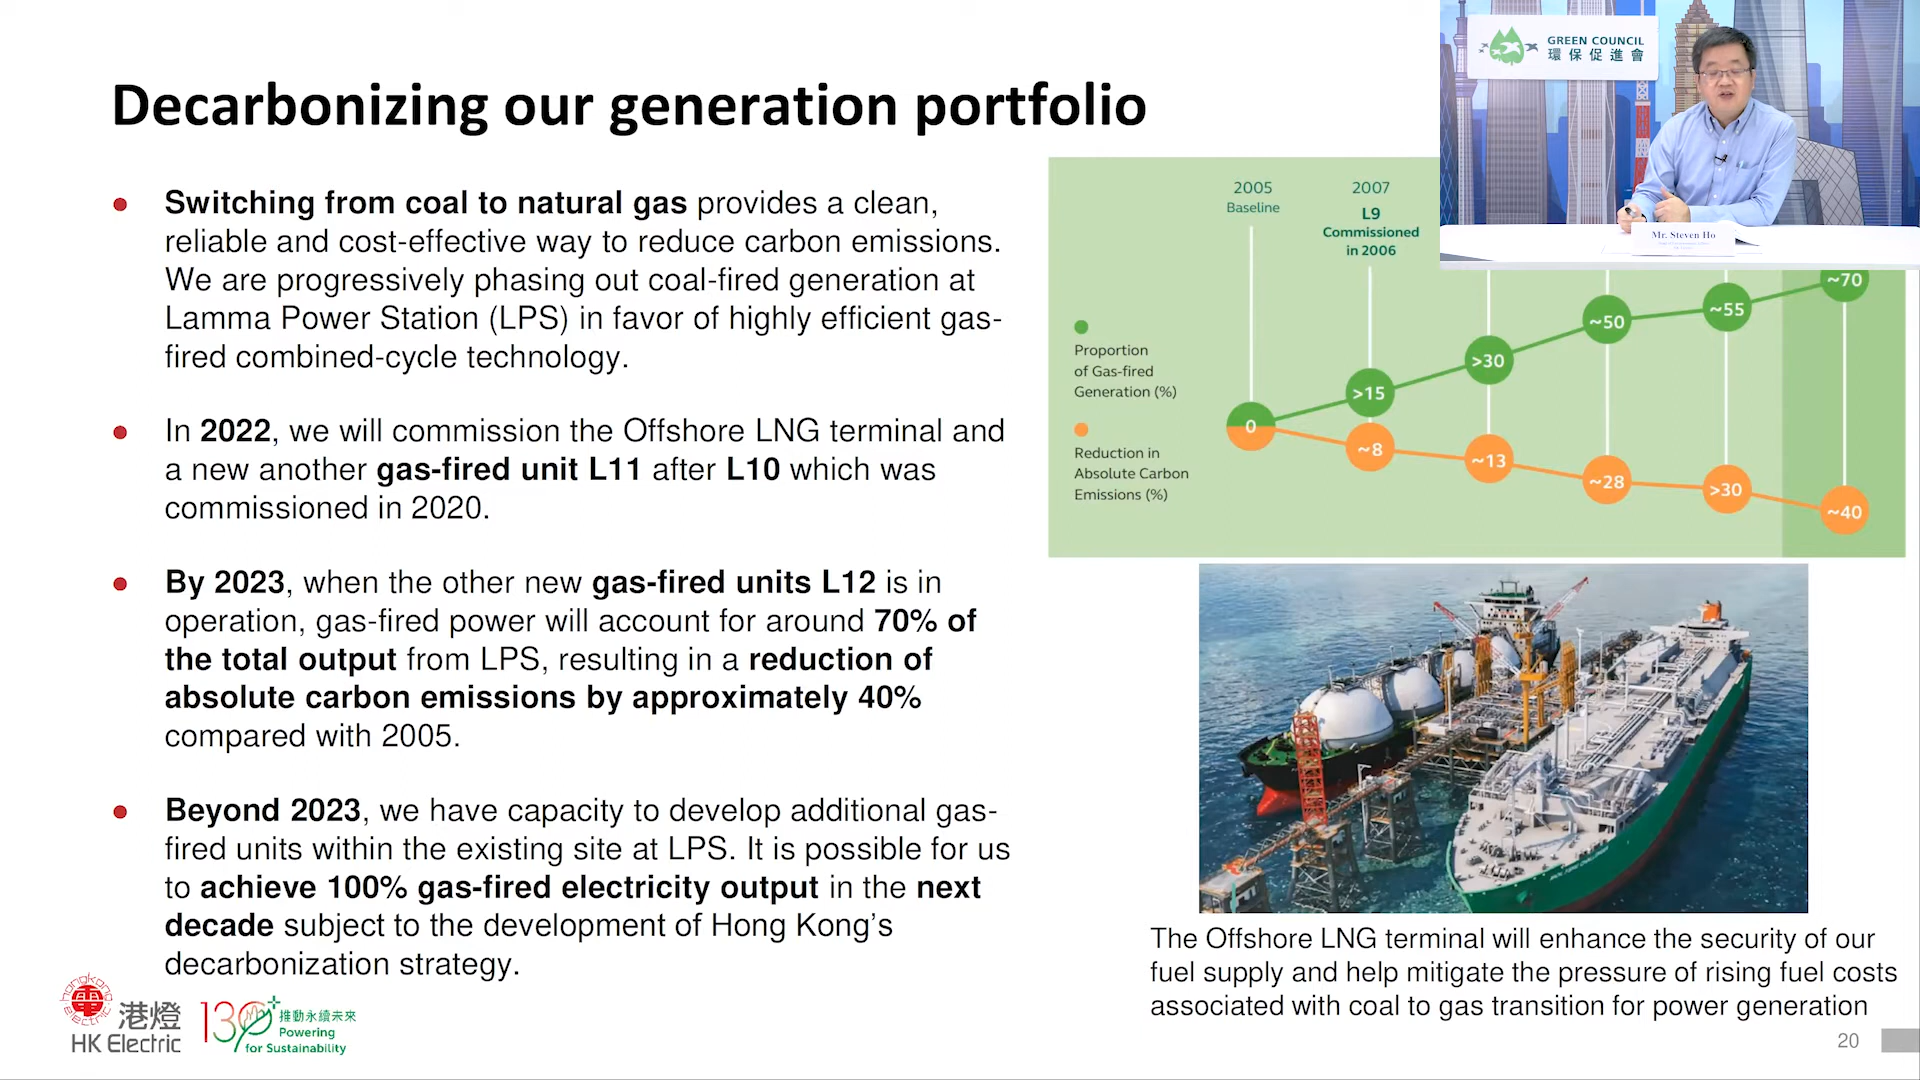 Decarbonizing our generation portfolio
● Switching from coal to natural gas provides a clean,
reliable and cost-effective way to reduce carbon emissions.
We are progressively phasing out coal-fired generation at
Lamma Power Station (LPS) in favor of highly efficient gas-
fired combined-cycle technology.
● In 2022, we will commission the Offshore LNG terminal and
a new another gas-fired unit L11 after L10 which was
commissioned in 2020.
● By 2023, when the other new gas-fired units L12 is in
operation, gas-fired power will account for around 70% of
the total output from LPS, resulting in a reduction of
absolute carbon emissions by approximately 40%
compared with 2005.
● Beyond 2023, we have capacity to develop additional gas-
fired units within the existing site at LPS. It is possible for us
to achieve 100% gas-fired electricity output in the next
decade subject to the development of Hong Kong’s
decarbonization strategy.
GREEN COUNCIL
環保促進會
Mr. Steven Ho
2005
Baseline
2007
L9
Commissioned
in 2006
Proportion
of Gas-fired
Generation (%)
Reduction in
Absolute Carbon
Emissions (%)
0
>15
>30
~50
~55
~70
~8
~13
~28
>30
~40
The Offshore LNG terminal will enhance the security of our
fuel supply and help mitigate the pressure of rising fuel costs
associated with coal to gas transition for power generation
hongkong
electric
港燈
HK Electric
130+
推動永續未來
Powering
for Sustainability
20